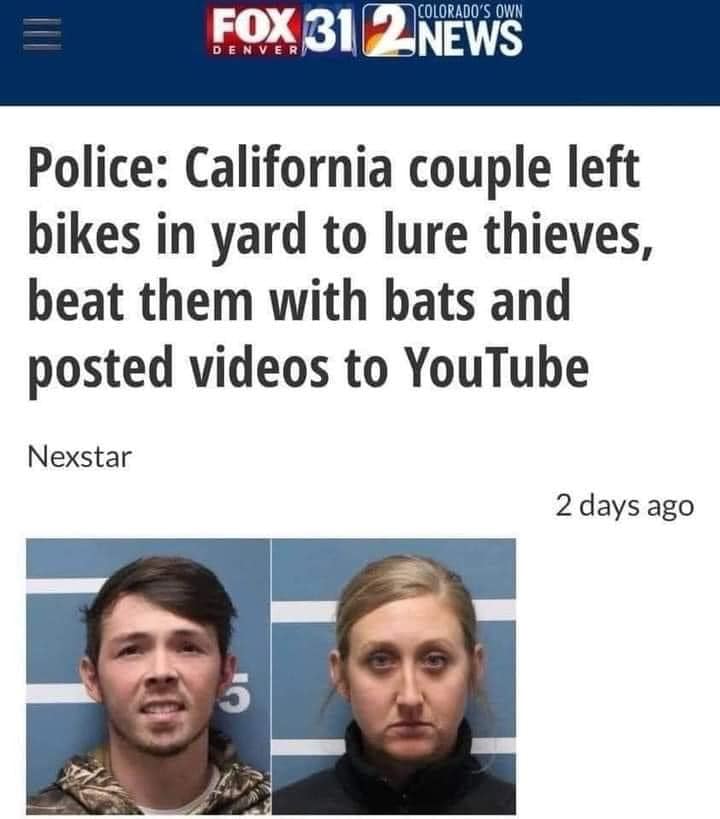 FOX 31 2 COLORADO'S OWN
DENVER NEWS
Police: California couple left
bikes in yard to lure thieves,
beat them with bats and
posted videos to YouTube
Nexstar
2 days ago
5